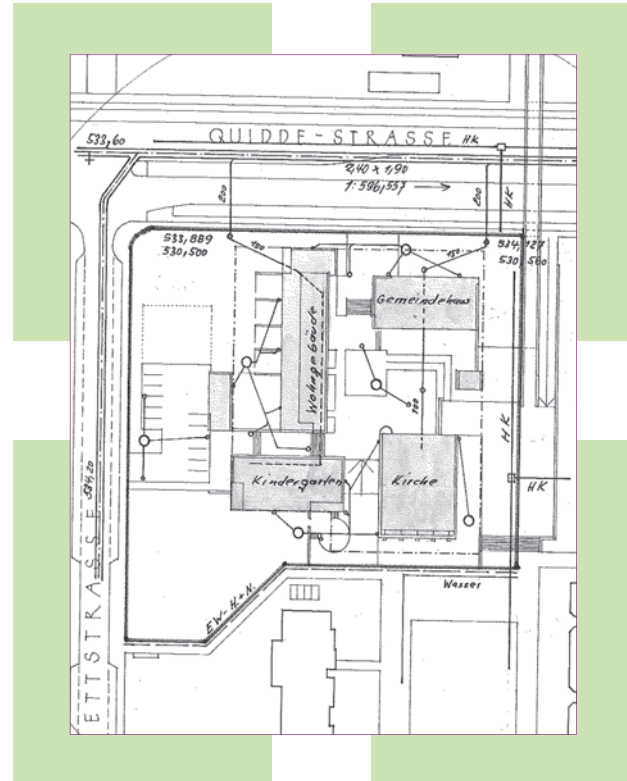 533,60
QUIDDE-STRASSE HK
2,40 x 1,90
1:596,557
200
200
HK
533,889
530,500
150
150
534,127
530,560
Gemeindehaus
Wohngebäude
100
HK
Kindergarten
Kirche
HK
534,20
ETTSTRASSE
EW-H.+N.
Wasser